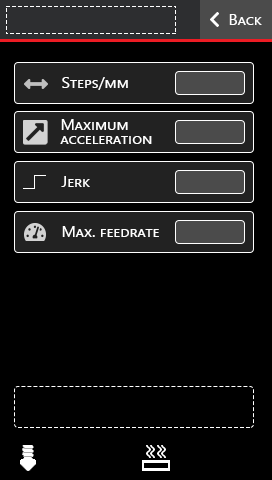 Back
Steps/mm
Maximum
acceleration
Jerk
Max. feedrate